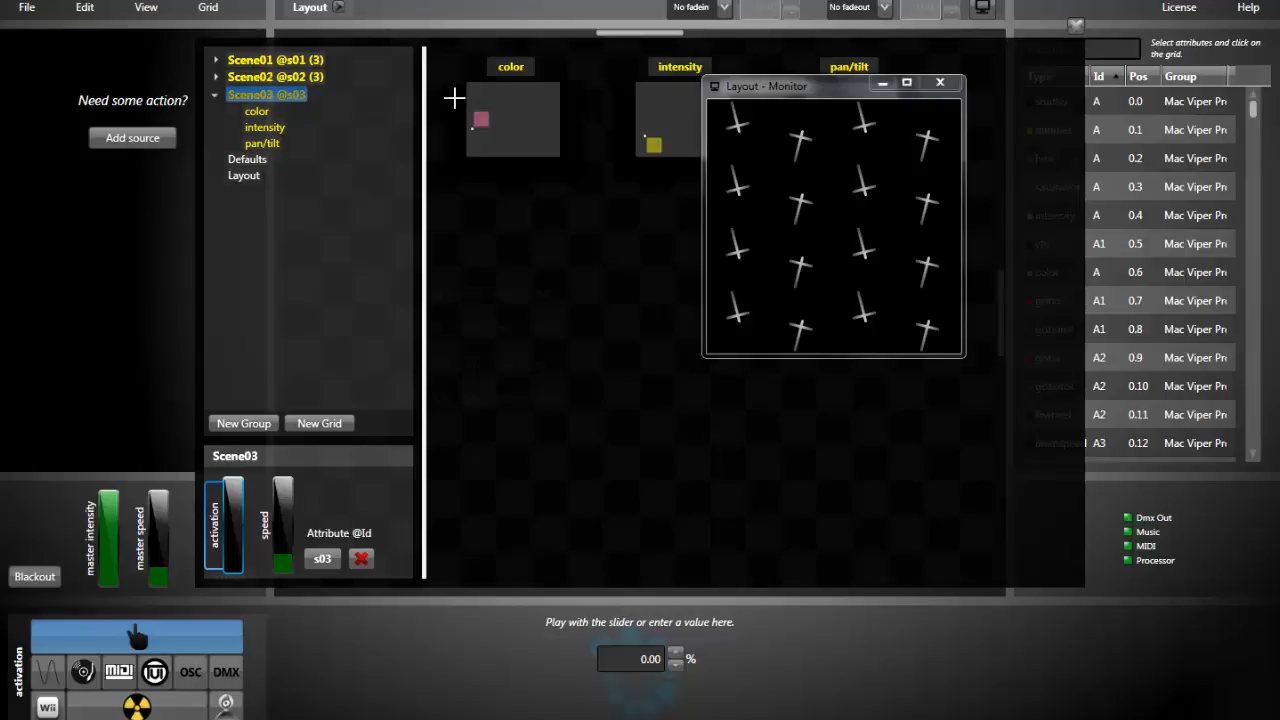 File
Edit
View
Grid
Layout
No fadein
No fadeout
License
Help
Need some action?
Add source
Scene01 @s01 (3)
Scene02 @s02 (3)
Scene03 @s03
color
intensity
pan/tilt
Defaults
Layout
New Group
New Grid
color
intensity
pan/tilt
Layout - Monitor
Select attributes and click on
the grid.
Type Id Pos Group
shutter A 0.0 Mac Viper Pr
A 0.1 Mac Viper Pr
A 0.2 Mac Viper Pr
A 0.3 Mac Viper Pr
intensity A 0.4 Mac Viper Pr
A1 0.5 Mac Viper Pr
color A 0.6 Mac Viper Pr
A1 0.7 Mac Viper Pr
A1 0.8 Mac Viper Pr
A2 0.9 Mac Viper Pr
A2 0.10 Mac Viper Pr
A2 0.11 Mac Viper Pr
A3 0.12 Mac Viper Pr
Scene03
activation
speed
Attribute @Id
s03
master intensity
master speed
Blackout
Dmx Out
Music
MIDI
Processor
Play with the slider or enter a value here.
0.00 %
activation
MIDI
OSC
DMX
Wii